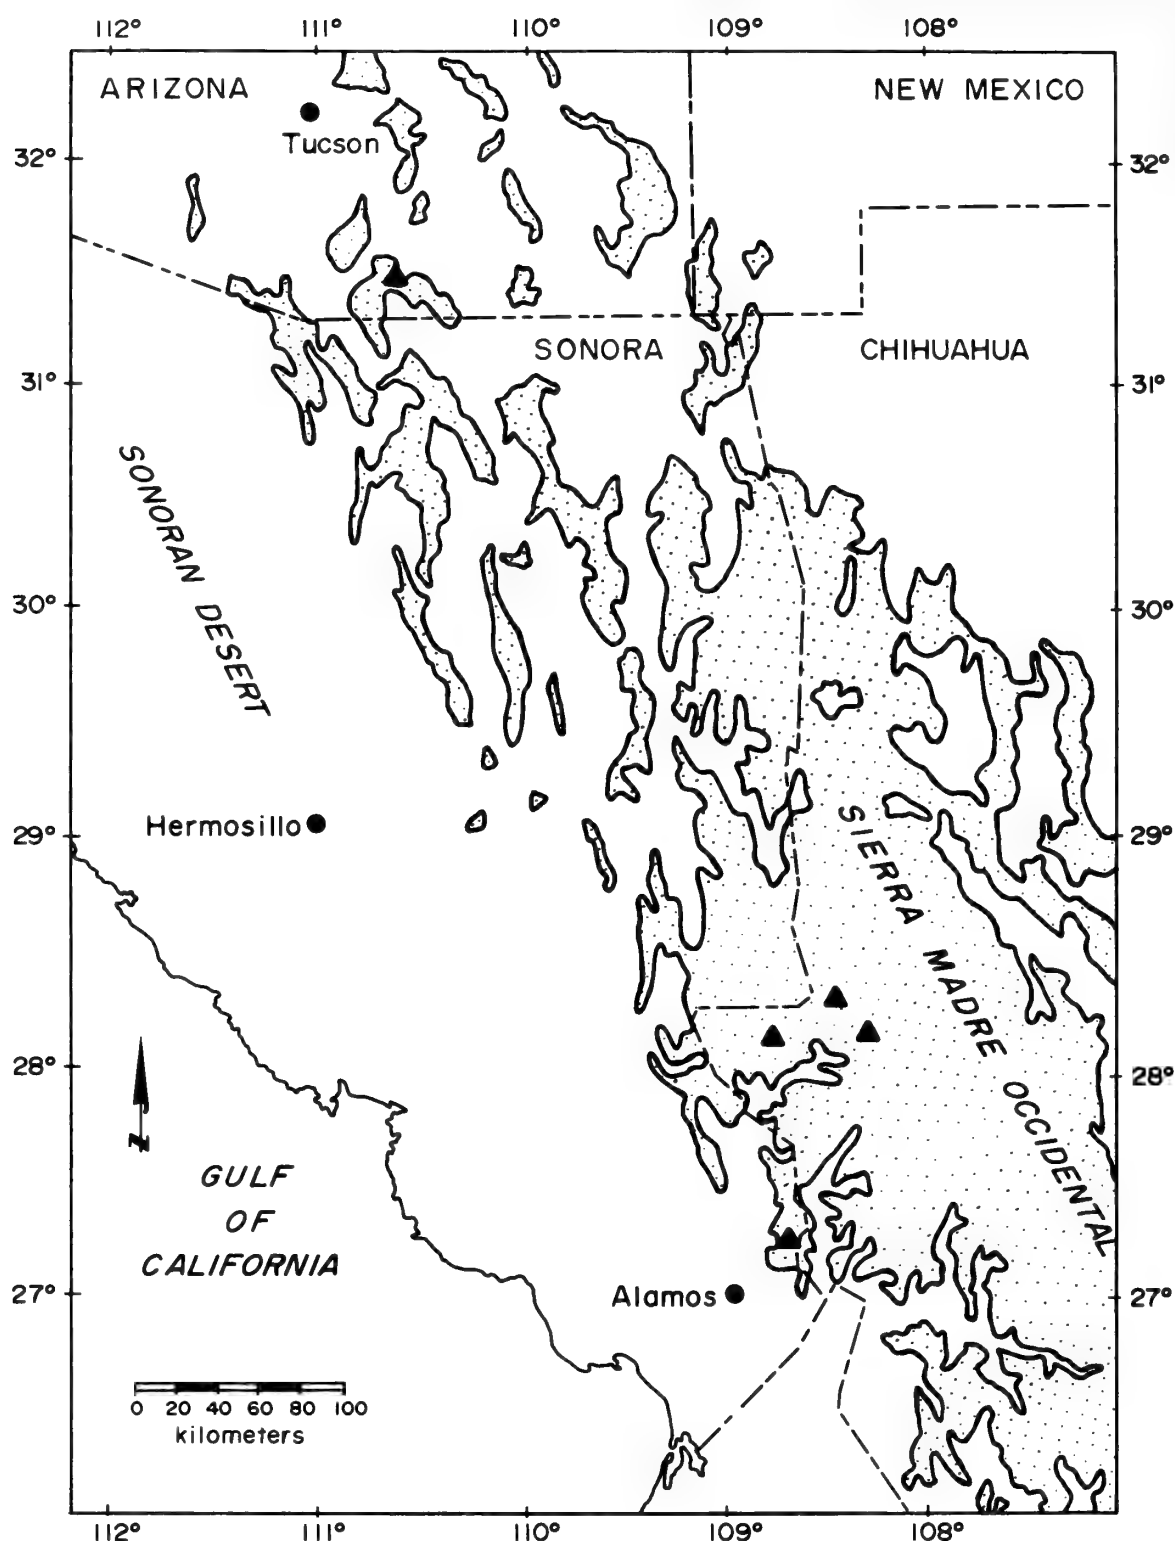 112° 111° 110° 109° 108°
ARIZONA NEW MEXICO
Tucson
32° 32°
SONORA CHIHUAHUA
31° 31°
SONORAN DESERT
30° 30°
Hermosillo
29° 29°
SIERRA MADRE OCCIDENTAL
28° 28°
N
GULF
OF
CALIFORNIA
Alamos
27° 27°
0 20 40 60 80 100
kilometers
112° 111° 110° 109° 108°